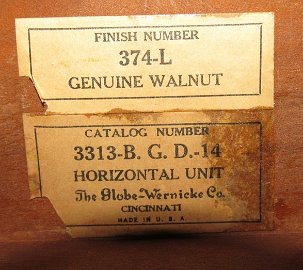 FINISH NUMBER
374-L
GENUINE WALNUT
CATALOG NUMBER
3313-B. G. D.-14
HORIZONTAL UNIT
The Globe-Wernicke Co.
CINCINNATI
MADE IN U. S. A.